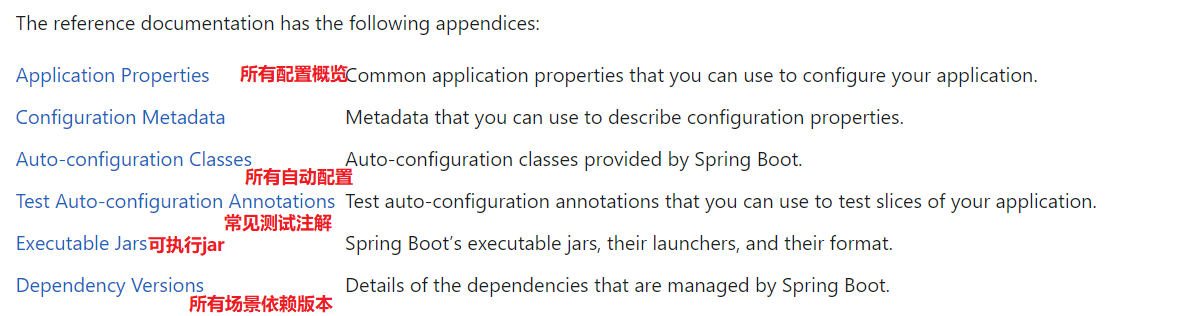 The reference documentation has the following appendices:
Application Properties 所有配置概览 Common application properties that you can use to configure your application.
Configuration Metadata Metadata that you can use to describe configuration properties.
Auto-configuration Classes Auto-configuration classes provided by Spring Boot.
所有自动配置
Test Auto-configuration Annotations Test auto-configuration annotations that you can use to test slices of your application.
常见测试注解
Executable Jars 可执行jar Spring Boot’s executable jars, their launchers, and their format.
Dependency Versions Details of the dependencies that are managed by Spring Boot.
所有场景依赖版本